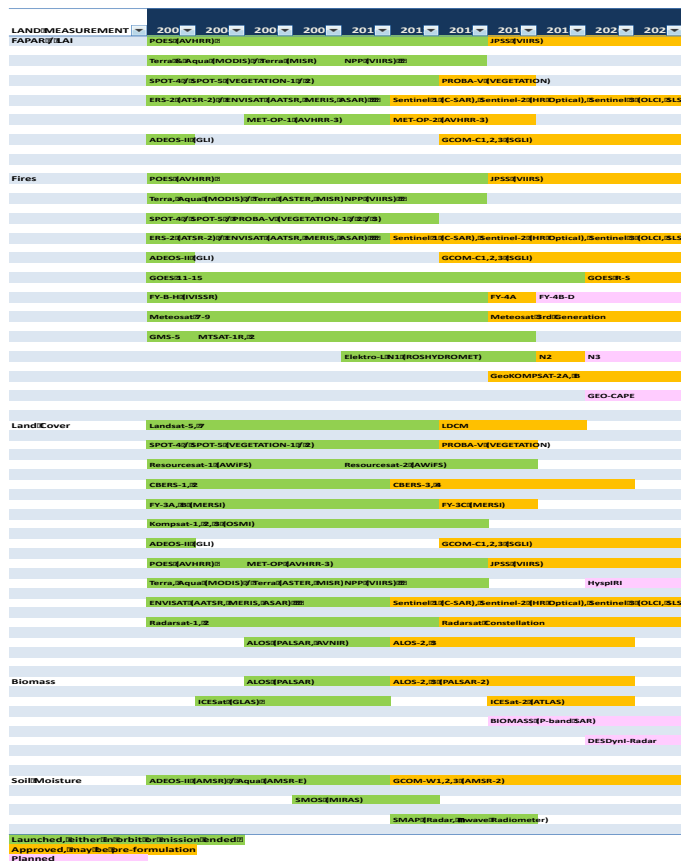 LAND MEASUREMENT 200 200 200 200 201 201 201 201 201 202 202
FAPAR / LAI POES (AVHRR) JPSS (VIIRS)
Terra & Aqua (MODIS) / Terra (MISR) NPP (VIIRS)
SPOT-4 / SPOT-5 (VEGETATION-1 / 2) PROBA-V (VEGETATION)
ERS-2 (ATSR-2) / ENVISAT (AATSR, MERIS, ASAR) Sentinel-1 (C-SAR), Sentinel-2 (HR Optical), Sentinel-3 (OLCI, SLS
MET-OP-1 (AVHRR-3) MET-OP-2 (AVHRR-3)
ADEOS-II (GLI) GCOM-C1,2,3 (SGLI)
Fires POES (AVHRR) JPSS (VIIRS)
Terra, Aqua (MODIS) / Terra (ASTER, MISR) NPP (VIIRS)
SPOT-4 / SPOT-5 / PROBA-V (VEGETATION-1 / 2 / 3)
ERS-2 (ATSR-2) / ENVISAT (AATSR, MERIS, ASAR) Sentinel-1 (C-SAR), Sentinel-2 (HR Optical), Sentinel-3 (OLCI, SLS
ADEOS-II (GLI) GCOM-C1,2,3 (SGLI)
GOES 11-15 GOES R-S
FY-B-H (IVISSR) FY-4A FY-4B-D
Meteosat 7-9 Meteosat 3rd Generation
GMS-5 MTSAT-1R, 2
Elektro-L N1 (ROSHYDROMET) N2 N3
GeoKOMPSAT-2A, B
GEO-CAPE
Land Cover Landsat-5, 7 LDCM
SPOT-4 / SPOT-5 (VEGETATION-1 / 2) PROBA-V (VEGETATION)
Resourcesat-1 (AWiFS) Resourcesat-2 (AWiFS)
CBERS-1, 2 CBERS-3, 4
FY-3A, B (MERSI) FY-3C (MERSI)
Kompsat-1, 2, 3 (OSMI)
ADEOS-II (GLI) GCOM-C1,2,3 (SGLI)
POES (AVHRR) MET-OP (AVHRR-3) JPSS (VIIRS)
Terra, Aqua (MODIS) / Terra (ASTER, MISR) NPP (VIIRS) HyspIRI
ENVISAT (AATSR, MERIS, ASAR) Sentinel-1 (C-SAR), Sentinel-2 (HR Optical), Sentinel-3 (OLCI, SLS
Radarsat-1, 2 Radarsat Constellation
ALOS (PALSAR, AVNIR) ALOS-2, 3
Biomass ALOS (PALSAR) ALOS-2, 3 (PALSAR-2)
ICESat (GLAS) ICESat-2 (ATLAS)
BIOMASS (P-band SAR)
DESDynI-Radar
Soil Moisture ADEOS-II (AMSR) / Aqua (AMSR-E) GCOM-W1,2,3 (AMSR-2)
SMOS (MIRAS)
SMAP (Radar, wave Radiometer)
Launched, either in orbit or mission ended
Approved, may be pre-formulation
Planned